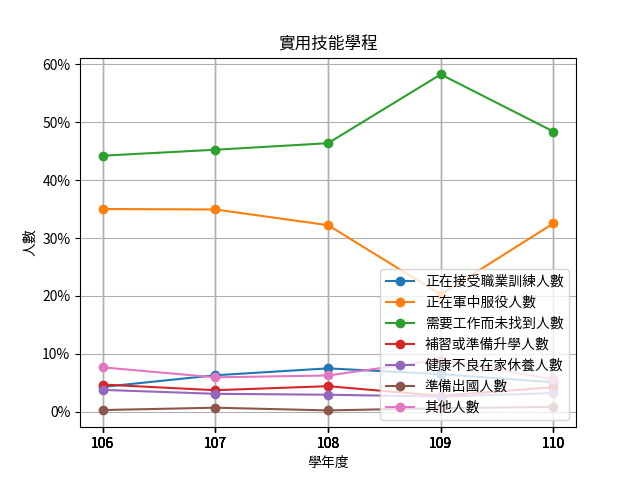 實用技能學程
60%
50%
40%
30%
20%
10%
0%
人數
正在接受職業訓練人數
正在軍中服役人數
需要工作而未找到人數
補習或準備升學人數
健康不良在家休養人數
準備出國人數
其他人數
106
107
108
109
110
學年度